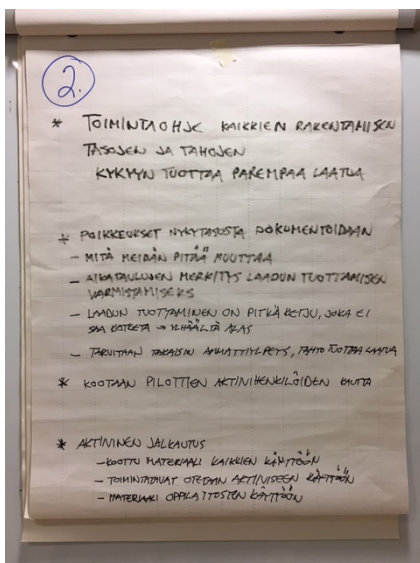 2.
* TOIMINTAOHJE KAIKKIEN RAKENTAMISEN
TASOJEN JA TAHOJEN
KYKYYN TUOTTAA PAREMPAA LAATUA
* POIKKEUKSET NYKYTASOSTA DOKUMENTOIDAAN
- MITÄ MEIDÄN PITÄÄ MUUTTAA
- AIKATAULUJEN MERKITYS LAADUN TUOTTAMISEN
VARMISTAMISEKS
- LAADUN TUOTTAMINEN ON PITKÄ KETJU, JOKA EI
SAA KATKETA → YLHÄÄLTÄ ALAS
- TARVITAAN TAKAISIN AMMATTIYLPEYS, TAHTO TUOTTAA LAATUA
* KOOTAAN PILOTTIEN AKTIIVIHENKILÖIDEN KAUTTA
* AKTIIVINEN JALKAUTUS
- KOOTTU MATERIAALI KAIKKIEN KÄYTTÖÖN
- TOIMINTATAVAT OTETAAN AKTIIVISEEN KÄYTTÖÖN
- MATERIAALI OPPILAITOSTEN KÄYTTÖÖN